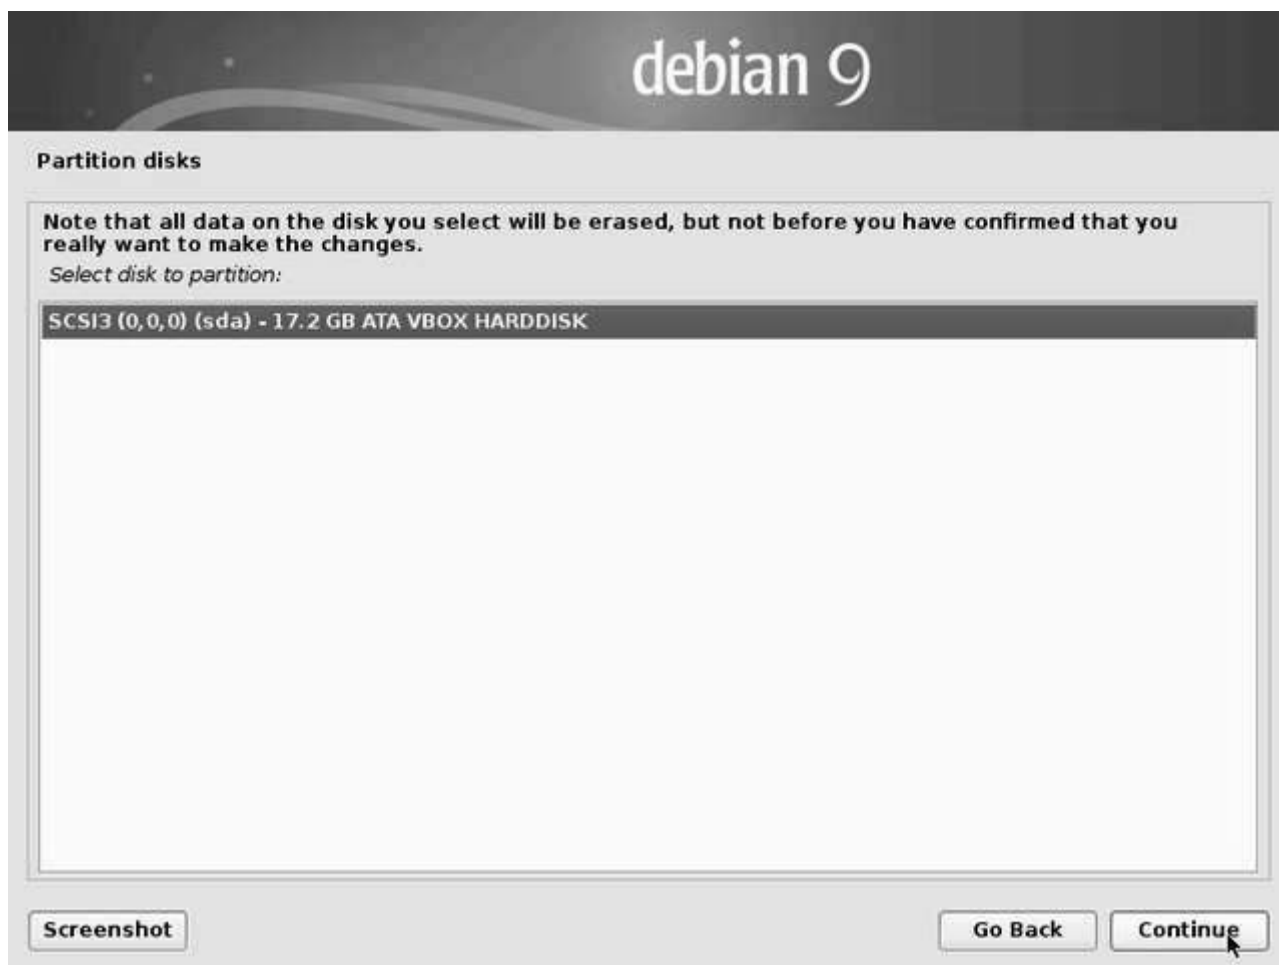 debian 9
Partition disks
Note that all data on the disk you select will be erased, but not before you have confirmed that you
really want to make the changes.
Select disk to partition:
SCSI3 (0,0,0) (sda) - 17.2 GB ATA VBOX HARDDISK
Screenshot
Go Back
Continue